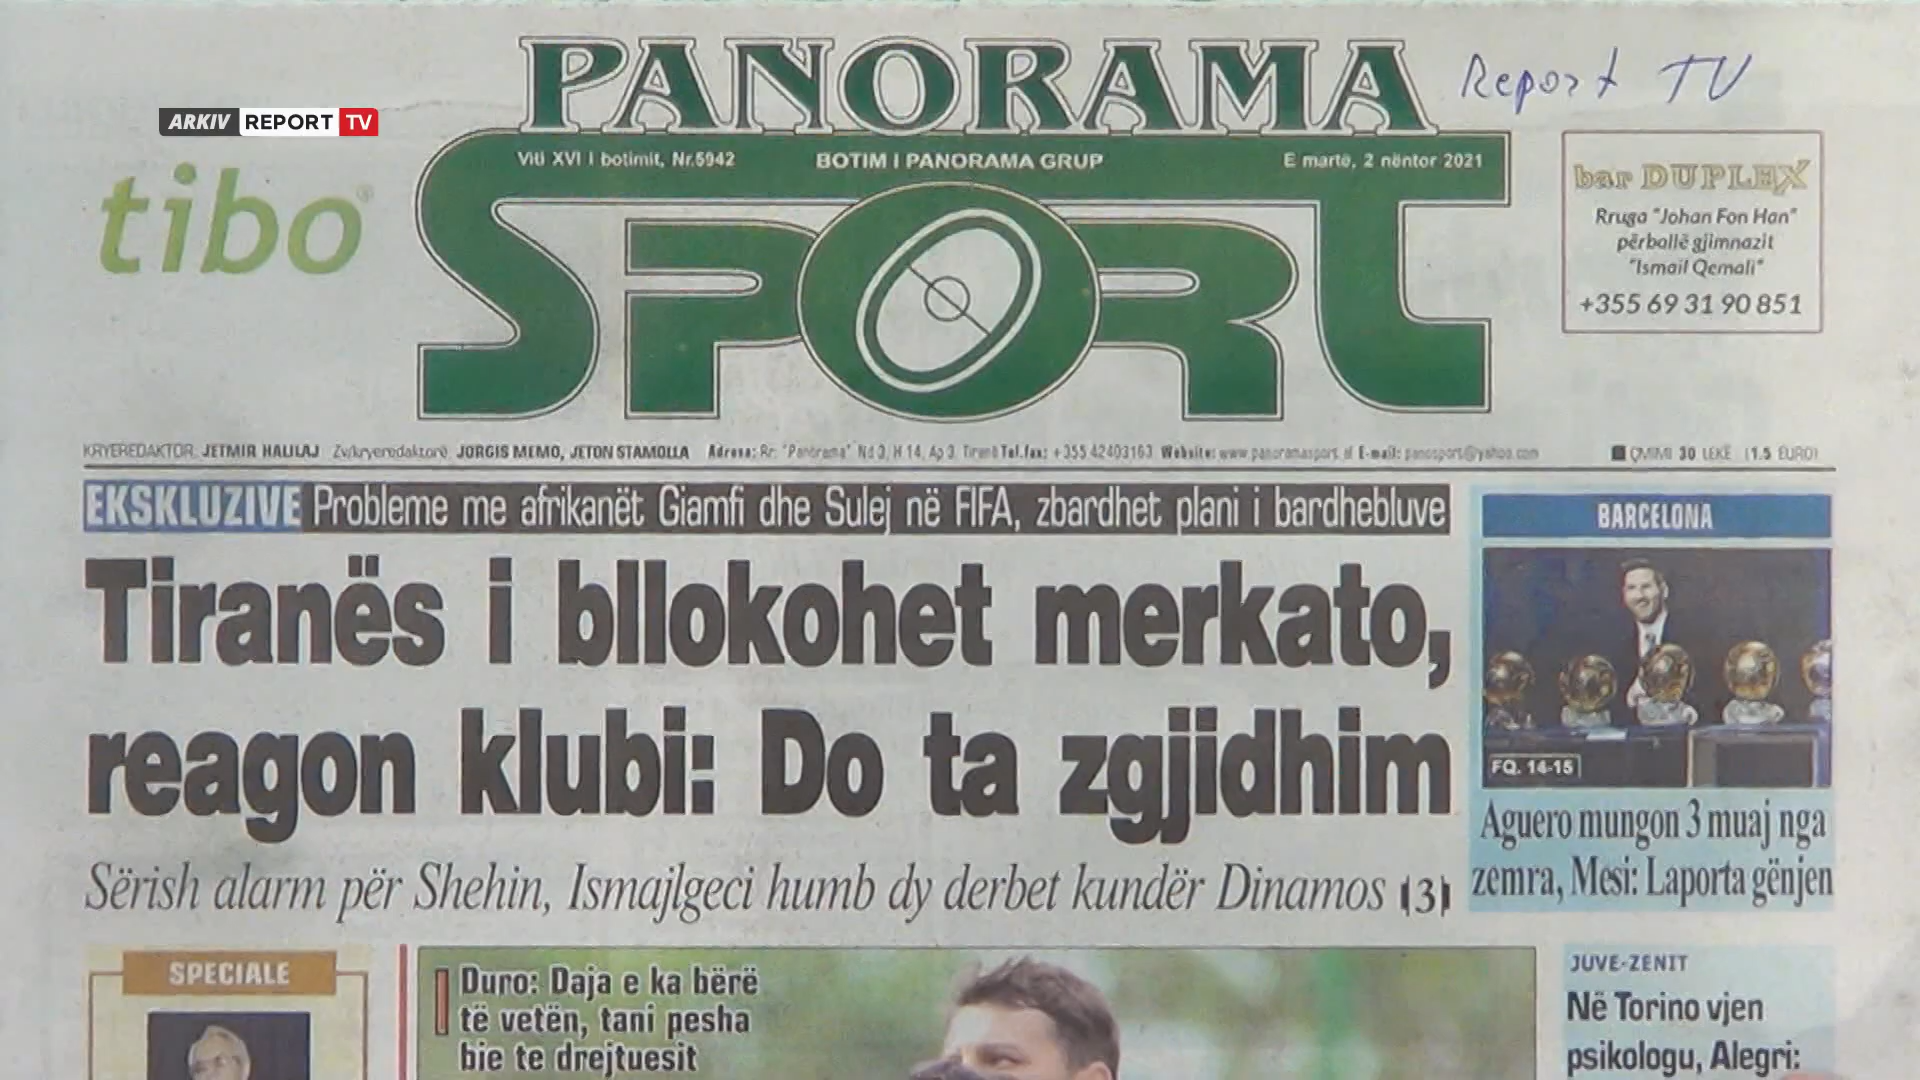 PANORAMA
Report TV
ARKIV REPORT TV
tibo
Viti XVI i botimit, Nr.5942
BOTIM I PANORAMA GRUP
E martë, 2 nëntor 2021
SPORT
bar DUPLEX
Rruga "Johan Fon Han"
përballë gjimnazit
"Ismail Qemali"
+355 69 31 90 851
KRYEREDAKTOR: JETMIR HALILAJ Zv/kryeredaktorë: JORGIS MEMO, JETON STAMOLLA Adresa: Rr. "Panorama" Nd 3, H 14, Ap 3, Tiranë Tel.fax: +355 42403163 Website: www.panoramasport.al E-mail: panosport@yahoo.com
ÇMIMI 30 LEKË (1.5 EURO)
EKSKLUZIVE Probleme me afrikanët Giamfi dhe Sulej në FIFA, zbardhet plani i bardhebluve
Tiranës i bllokohet merkato,
reagon klubi: Do ta zgjidhim
Sërish alarm për Shehin, Ismajlgeci humb dy derbet kundër Dinamos (3)
BARCELONA
FQ. 14-15
Aguero mungon 3 muaj nga
zemra, Mesi: Laporta gënjen
SPECIALE
Duro: Daja e ka bërë
të vetën, tani pesha
bie te drejtuesit
JUVE-ZENIT
Në Torino vjen
psikologu, Alegri: